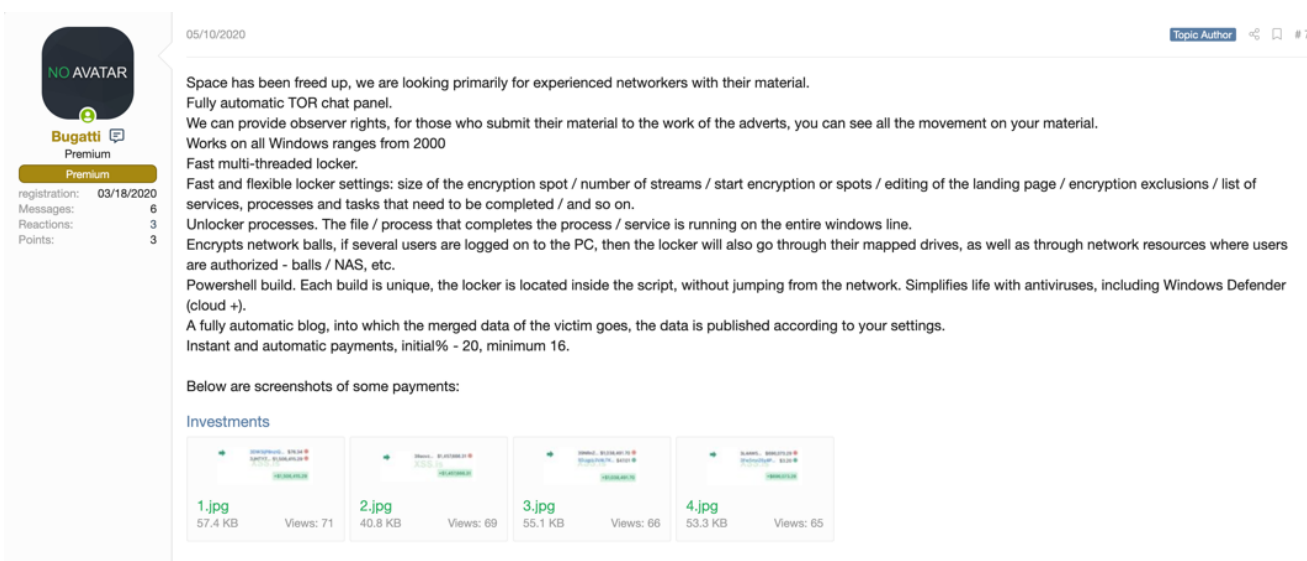 05/10/2020
Topic Author
# 7
NO AVATAR
Bugatti
Premium
Premium
registration: 03/18/2020
Messages: 6
Reactions: 3
Points: 3
Space has been freed up, we are looking primarily for experienced networkers with their material.
Fully automatic TOR chat panel.
We can provide observer rights, for those who submit their material to the work of the adverts, you can see all the movement on your material.
Works on all Windows ranges from 2000
Fast multi-threaded locker.
Fast and flexible locker settings: size of the encryption spot / number of streams / start encryption or spots / editing of the landing page / encryption exclusions / list of
services, processes and tasks that need to be completed / and so on.
Unlocker processes. The file / process that completes the process / service is running on the entire windows line.
Encrypts network balls, if several users are logged on to the PC, then the locker will also go through their mapped drives, as well as through network resources where users
are authorized - balls / NAS, etc.
Powershell build. Each build is unique, the locker is located inside the script, without jumping from the network. Simplifies life with antiviruses, including Windows Defender
(cloud +).
A fully automatic blog, into which the merged data of the victim goes, the data is published according to your settings.
Instant and automatic payments, initial% - 20, minimum 16.
Below are screenshots of some payments:
Investments
1.jpg
57.4 KB Views: 71
2.jpg
40.8 KB Views: 69
3.jpg
55.1 KB Views: 66
4.jpg
53.3 KB Views: 65